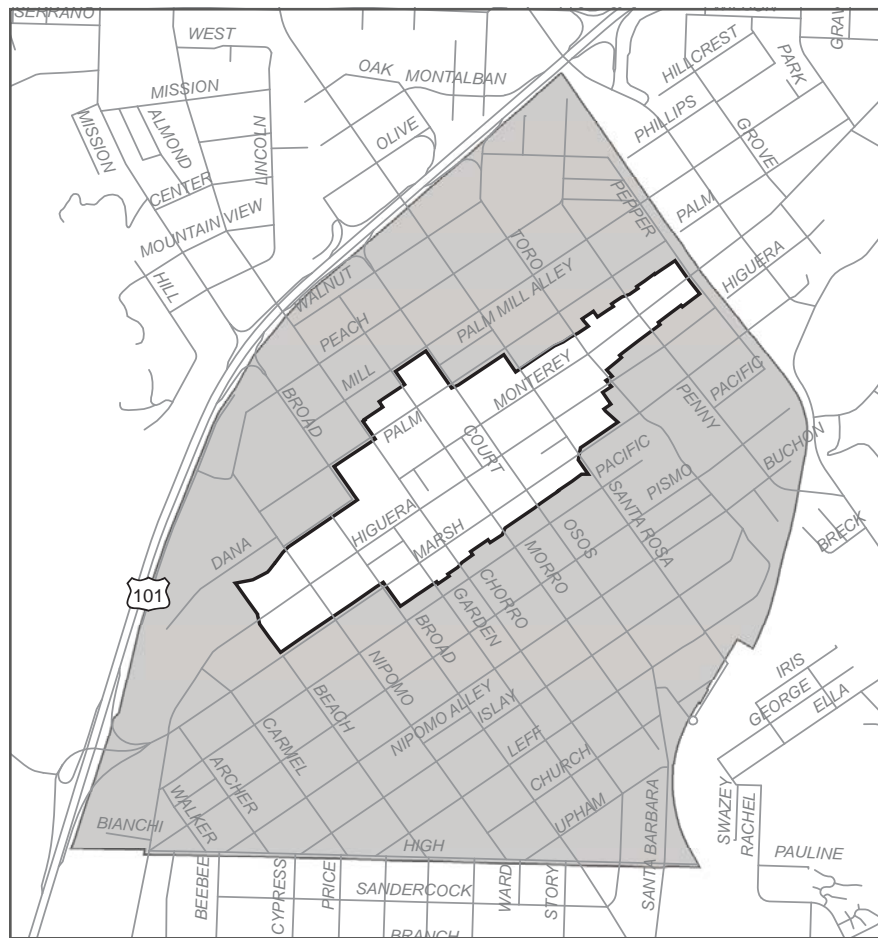 SERRANO
WEST
GRAV
HILLCREST
PARK
OAK
MONTALBAN
MISSION
MISSION
ALMOND
LINCOLN
OLIVE
PHILLIPS
GROVE
CENTER
PEPPER
PALM
MOUNTAIN VIEW
TORO
HILL
WALNUT
PALM MILL ALLEY
HIGUERA
PEACH
MILL
MONTEREY
BROAD
PALM
COURT
PENNY
PACIFIC
PACIFIC
BUCHON
HIGUERA
MARSH
PISMO
SANTA ROSA
DANA
OSOS
MORRO
BRECK
101
CHORRO
GARDEN
BROAD
NIPOMO
IRIS
GEORGE
ELLA
BEACH
NIPOMO ALLEY
ISLAY
CARMEL
LEFF
ARCHER
CHURCH
WALKER
UPHAM
SANTA BARBARA
SWAZEY
RACHEL
BIANCHI
HIGH
PAULINE
BEEBEE
CYPRESS
PRICE
SANDERCOCK
WARD
STORY
BRANCH